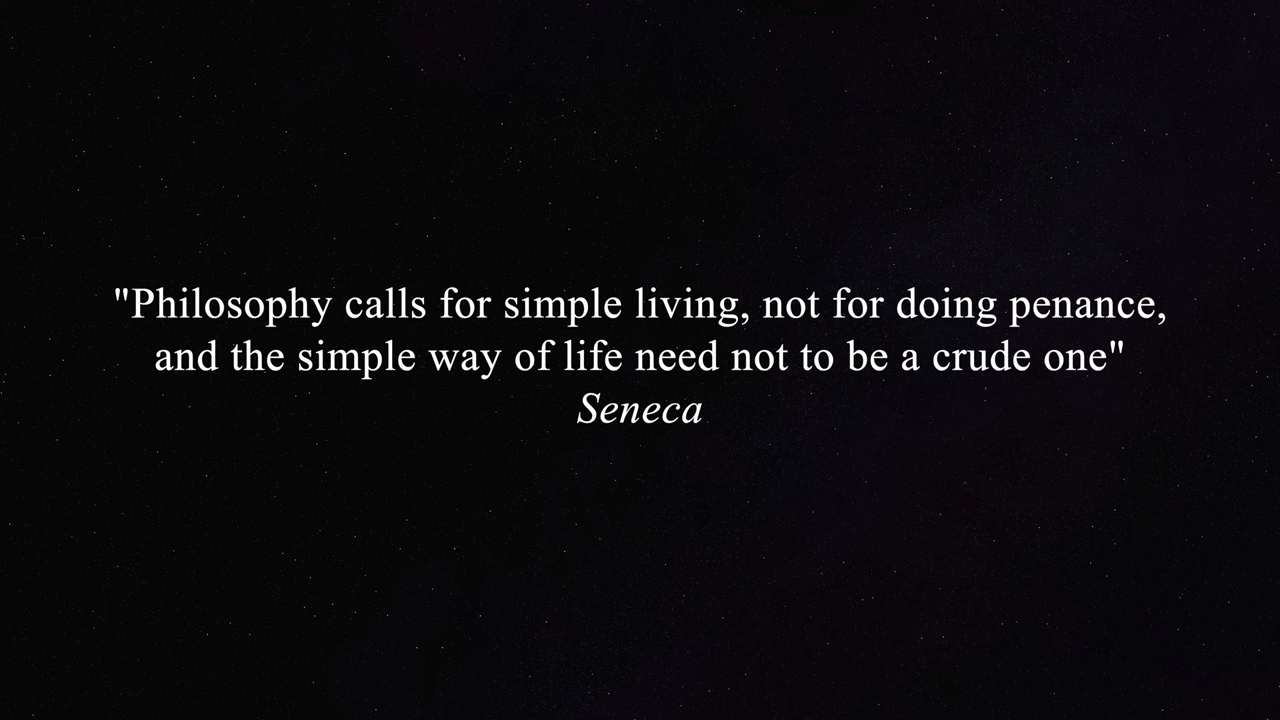 "Philosophy calls for simple living, not for doing penance,
and the simple way of life need not to be a crude one"
Seneca